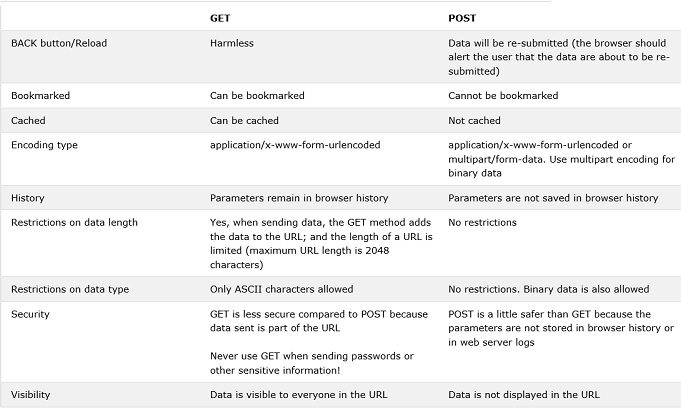 GET POST
BACK button/Reload Harmless Data will be re-submitted (the browser should
alert the user that the data are about to be re-
submitted)
Bookmarked Can be bookmarked Cannot be bookmarked
Cached Can be cached Not cached
Encoding type application/x-www-form-urlencoded application/x-www-form-urlencoded or
multipart/form-data. Use multipart encoding for
binary data
History Parameters remain in browser history Parameters are not saved in browser history
Restrictions on data length Yes, when sending data, the GET method adds No restrictions
the data to the URL; and the length of a URL is
limited (maximum URL length is 2048
characters)
Restrictions on data type Only ASCII characters allowed No restrictions. Binary data is also allowed
Security GET is less secure compared to POST because POST is a little safer than GET because the
data sent is part of the URL parameters are not stored in browser history or
in web server logs
Never use GET when sending passwords or
other sensitive information!
Visibility Data is visible to everyone in the URL Data is not displayed in the URL